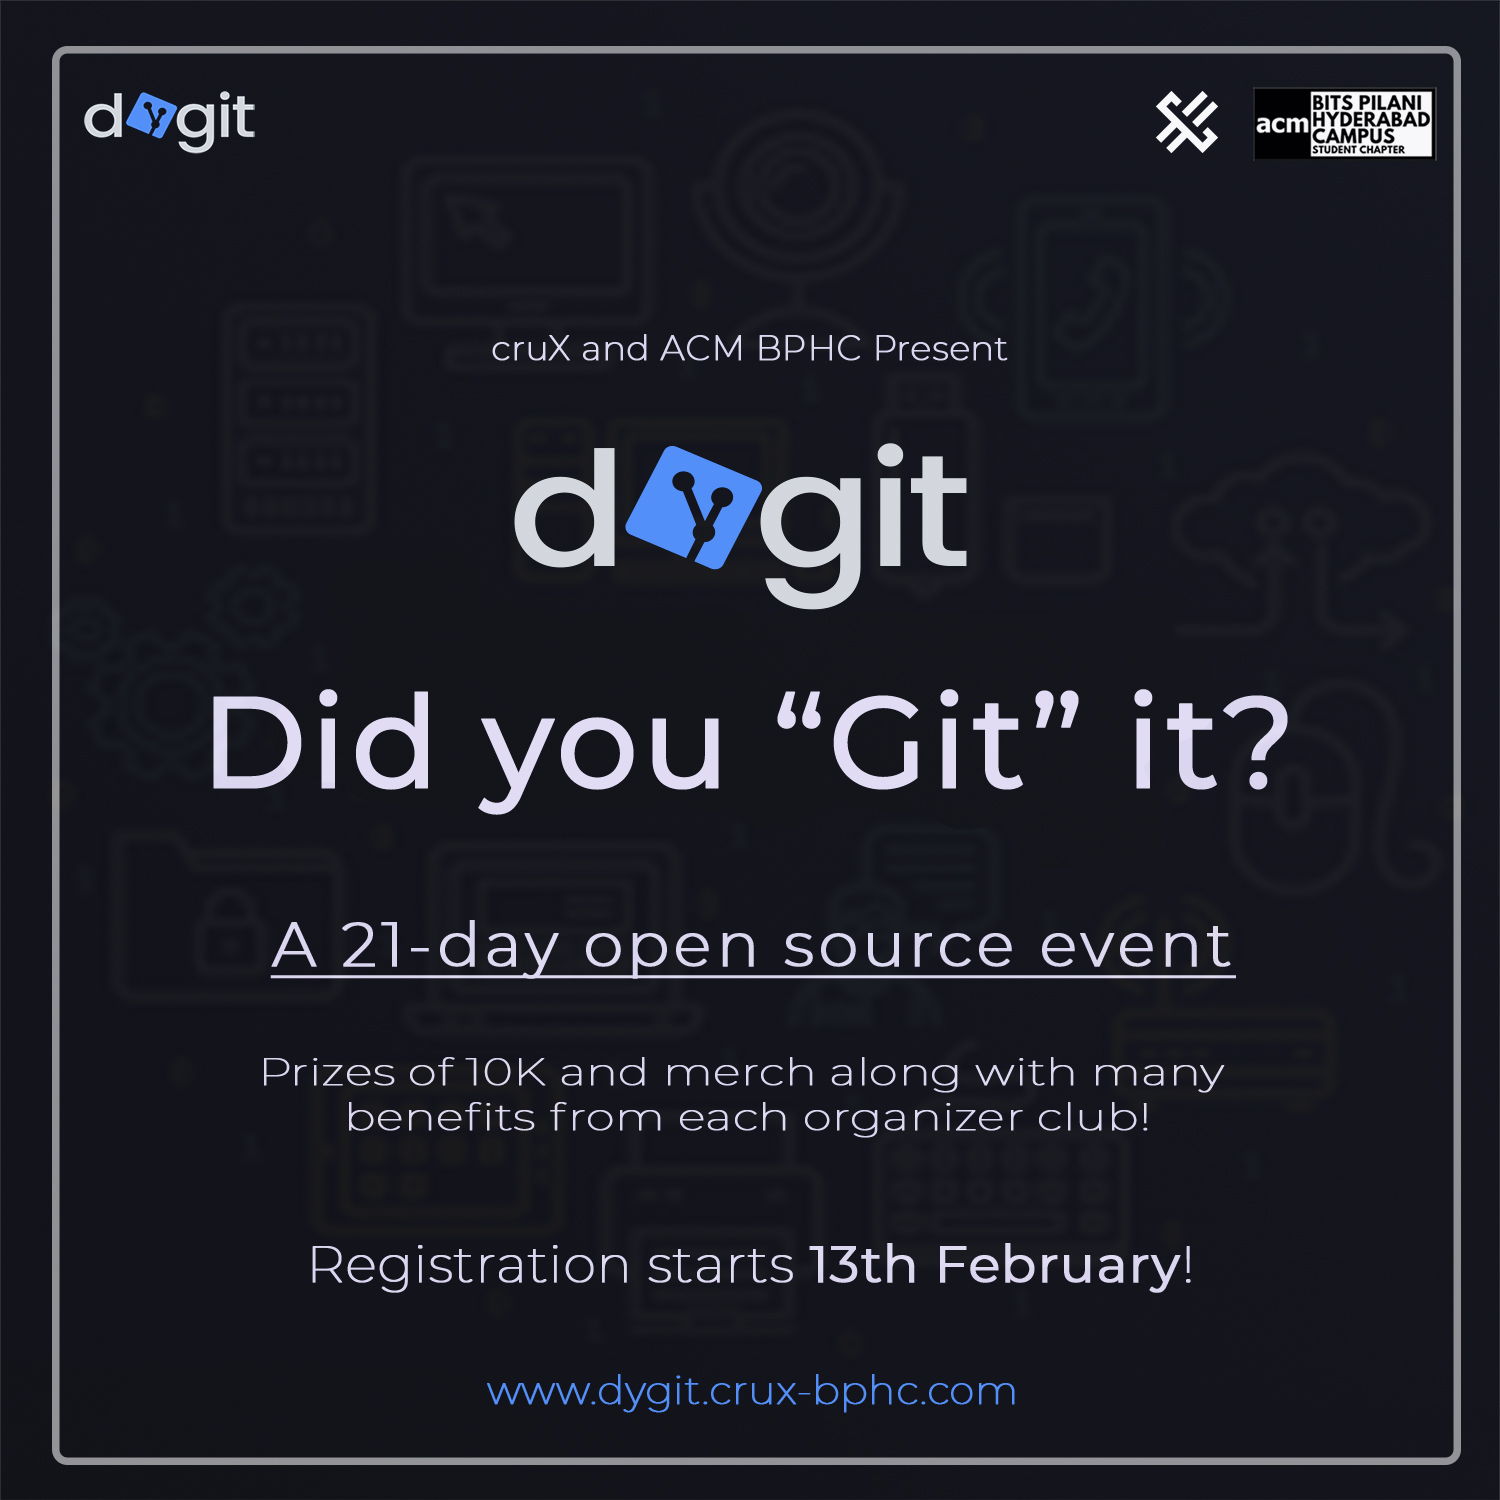 dygit
acm
BITS PILANI
HYDERABAD
CAMPUS
STUDENT CHAPTER
cruX and ACM BPHC Present
dygit
Did you “Git” it?
A 21-day open source event
Prizes of 10K and merch along with many
benefits from each organizer club!
Registration starts 13th February!
www.dygit.crux-bphc.com